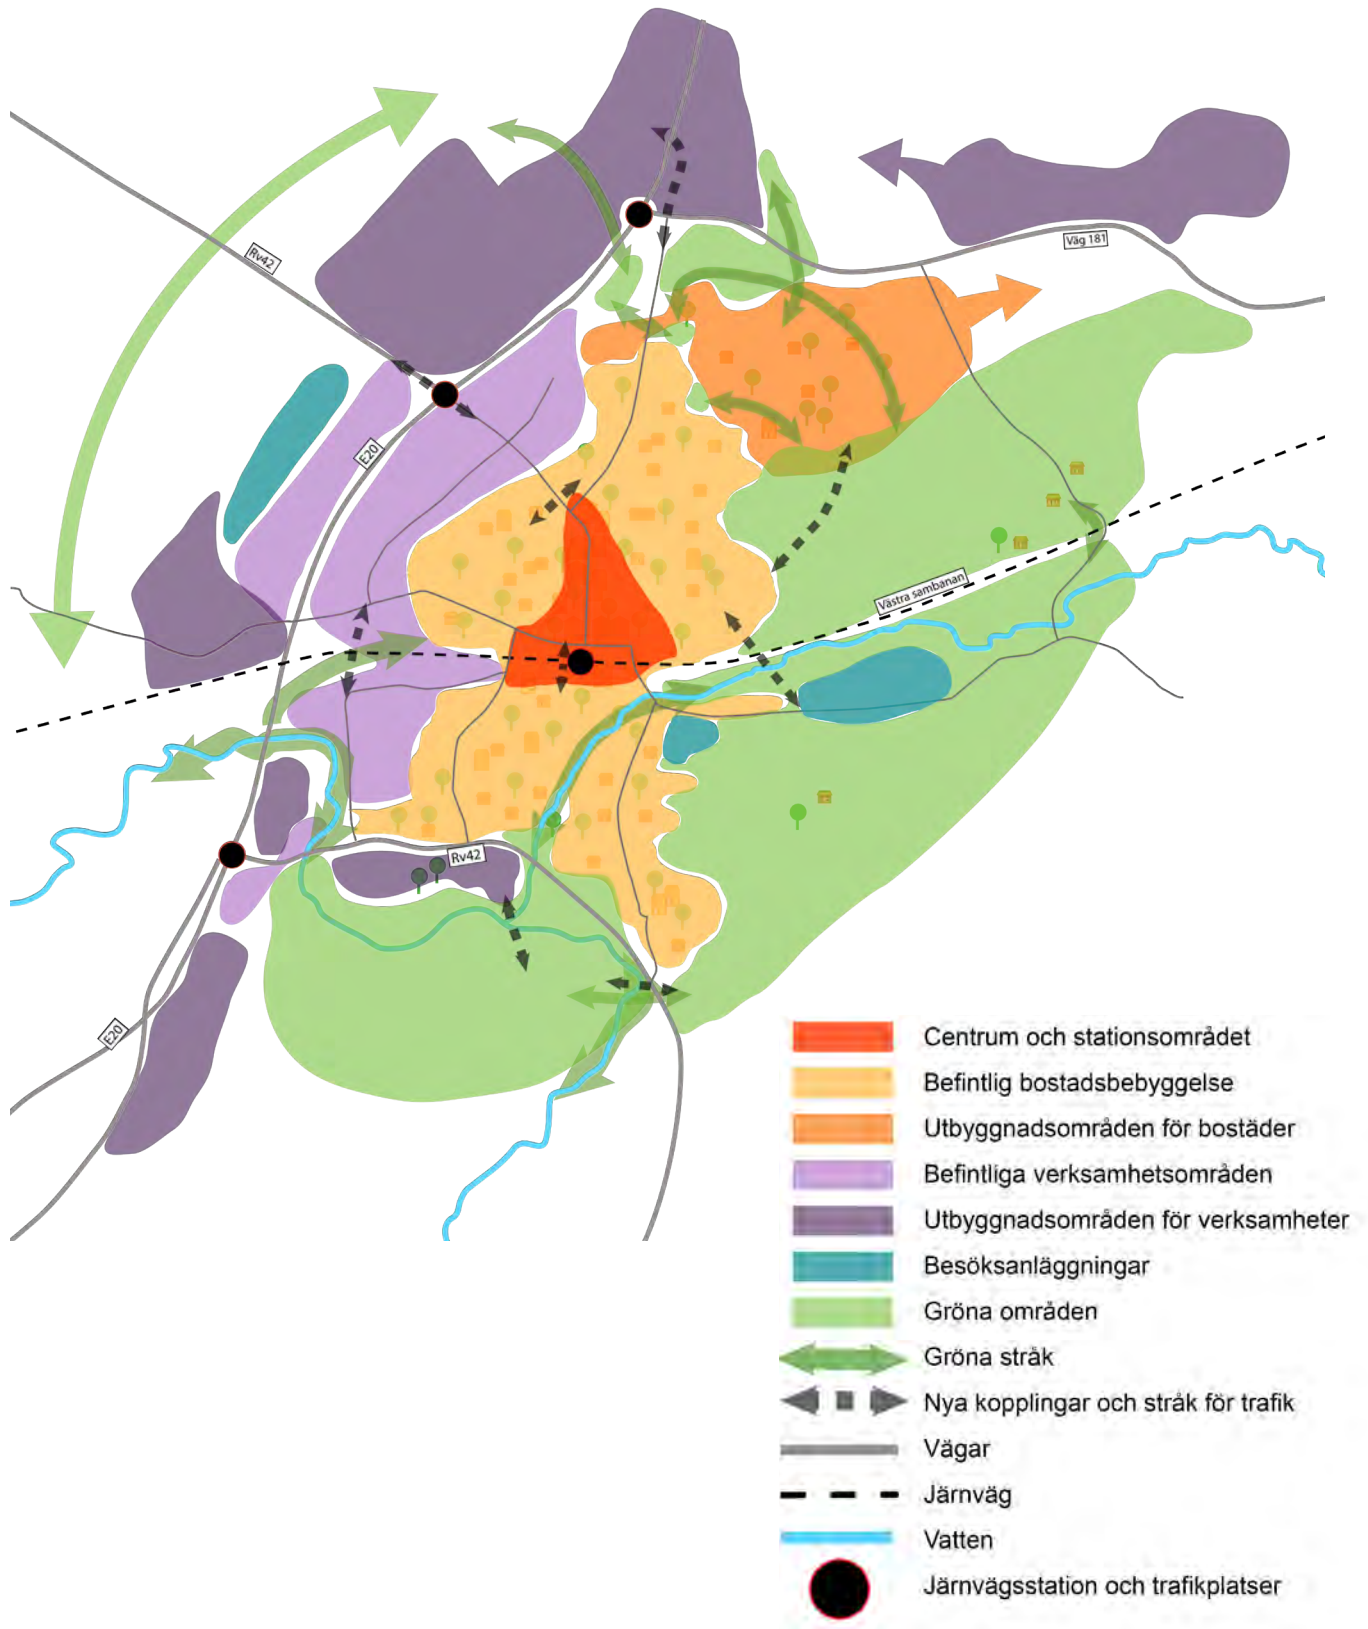 Rv42
Väg 181
E20
Västra sambanan
Rv42
E20
Centrum och stationsområdet
Befintlig bostadsbebyggelse
Utbyggnadsområden för bostäder
Befintliga verksamhetsområden
Utbyggnadsområden för verksamheter
Besöksanläggningar
Gröna områden
Gröna stråk
Nya kopplingar och stråk för trafik
Vägar
Järnväg
Vatten
Järnvägsstation och trafikplatser